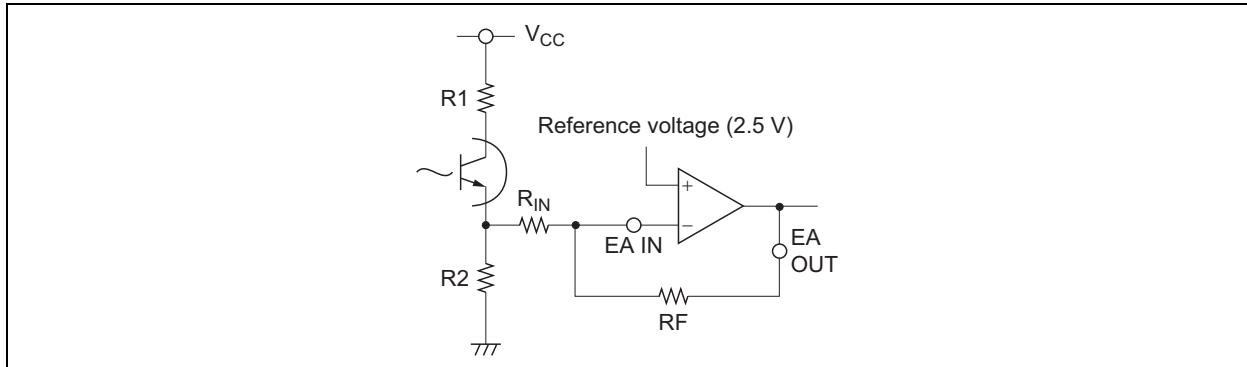 VCC
R1
Reference voltage (2.5 V)
+
RIN
−
EA IN
EA
OUT
R2
RF